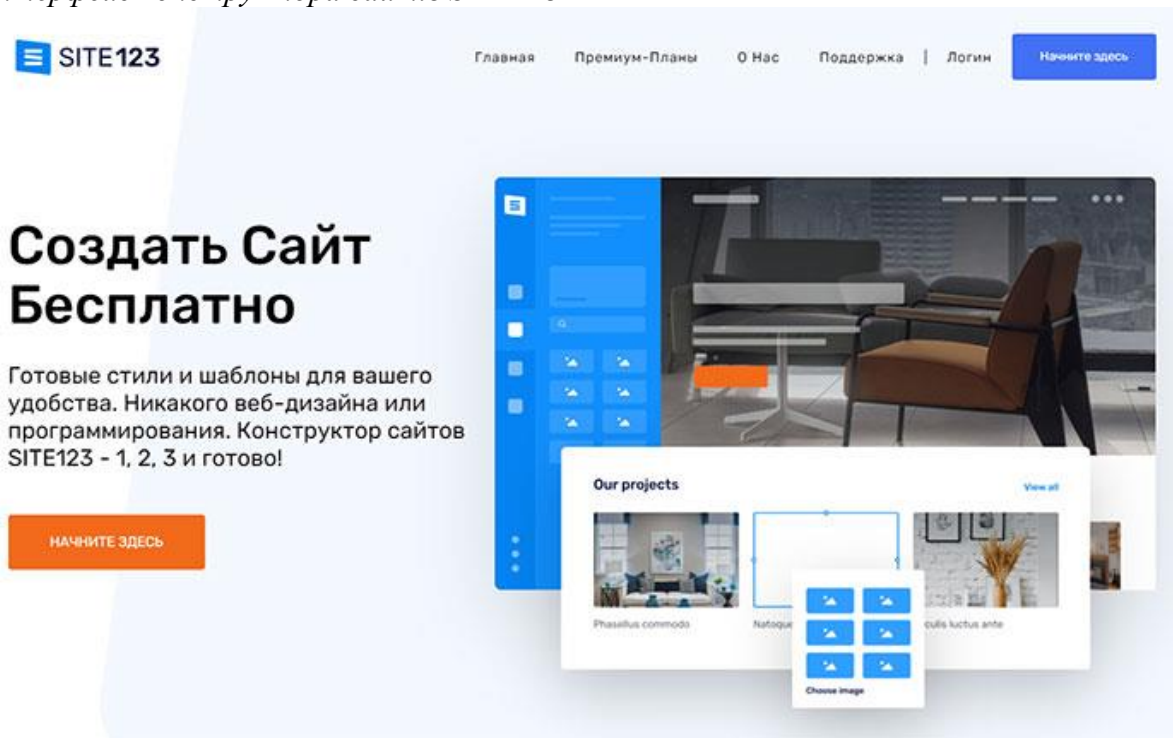 SITE123
Главная Премиум-Планы О Нас Поддержка | Логин Начните здесь
Создать Сайт
Бесплатно
Готовые стили и шаблоны для вашего
удобства. Никакого веб-дизайна или
программирования. Конструктор сайтов
SITE123 - 1, 2, 3 и готово!
НАЧНИТЕ ЗДЕСЬ
Our projects View all
Phasellus commodo luctus ante
Choose image